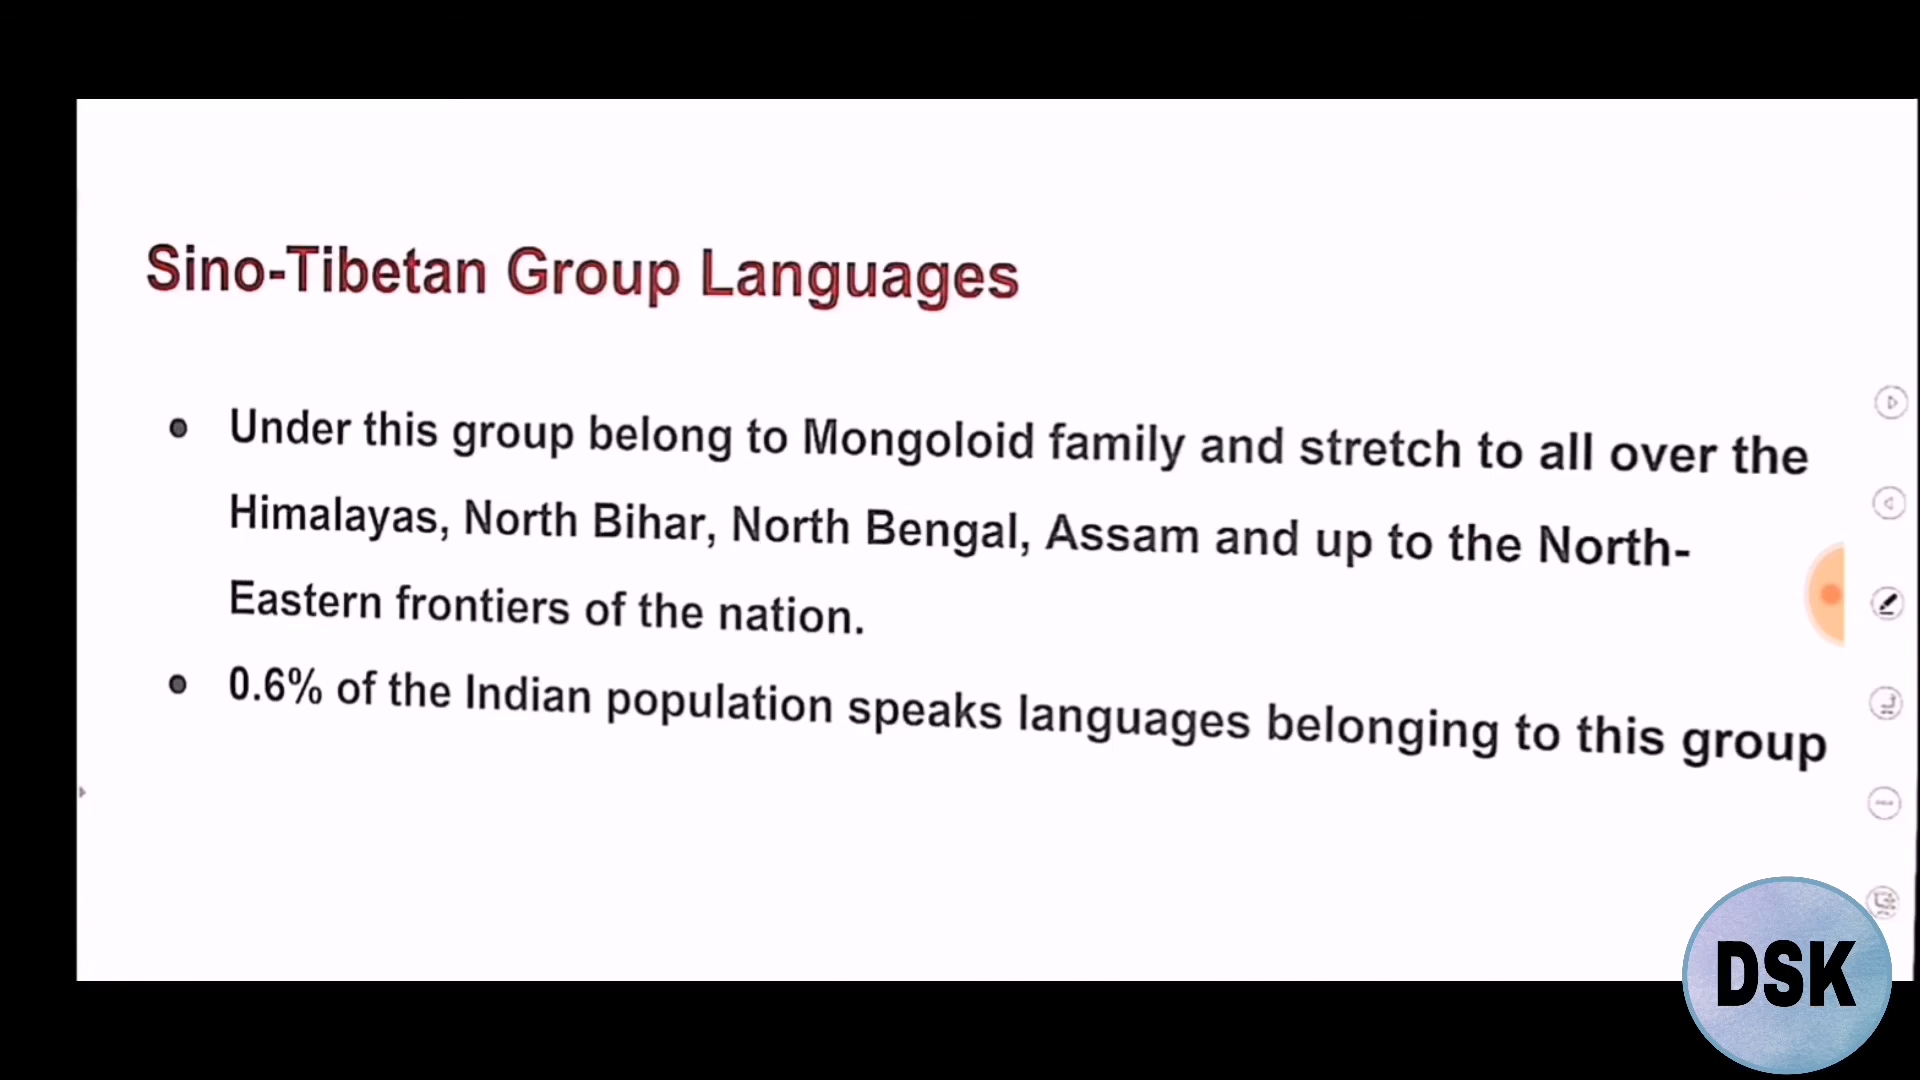 Sino-Tibetan Group Languages
● Under this group belong to Mongoloid family and stretch to all over the
Himalayas, North Bihar, North Bengal, Assam and up to the North-
Eastern frontiers of the nation.
● 0.6% of the Indian population speaks languages belonging to this group
DSK